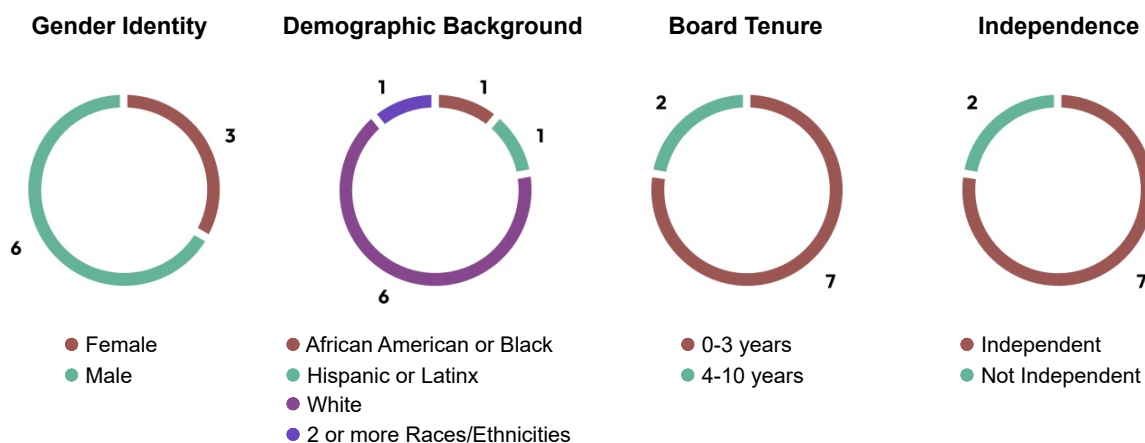 Gender Identity
3
6
Female
Male
Demographic Background
1
1
1
6
African American or Black
Hispanic or Latinx
White
2 or more Races/Ethnicities
Board Tenure
2
7
0-3 years
4-10 years
Independence
2
7
Independent
Not Independent